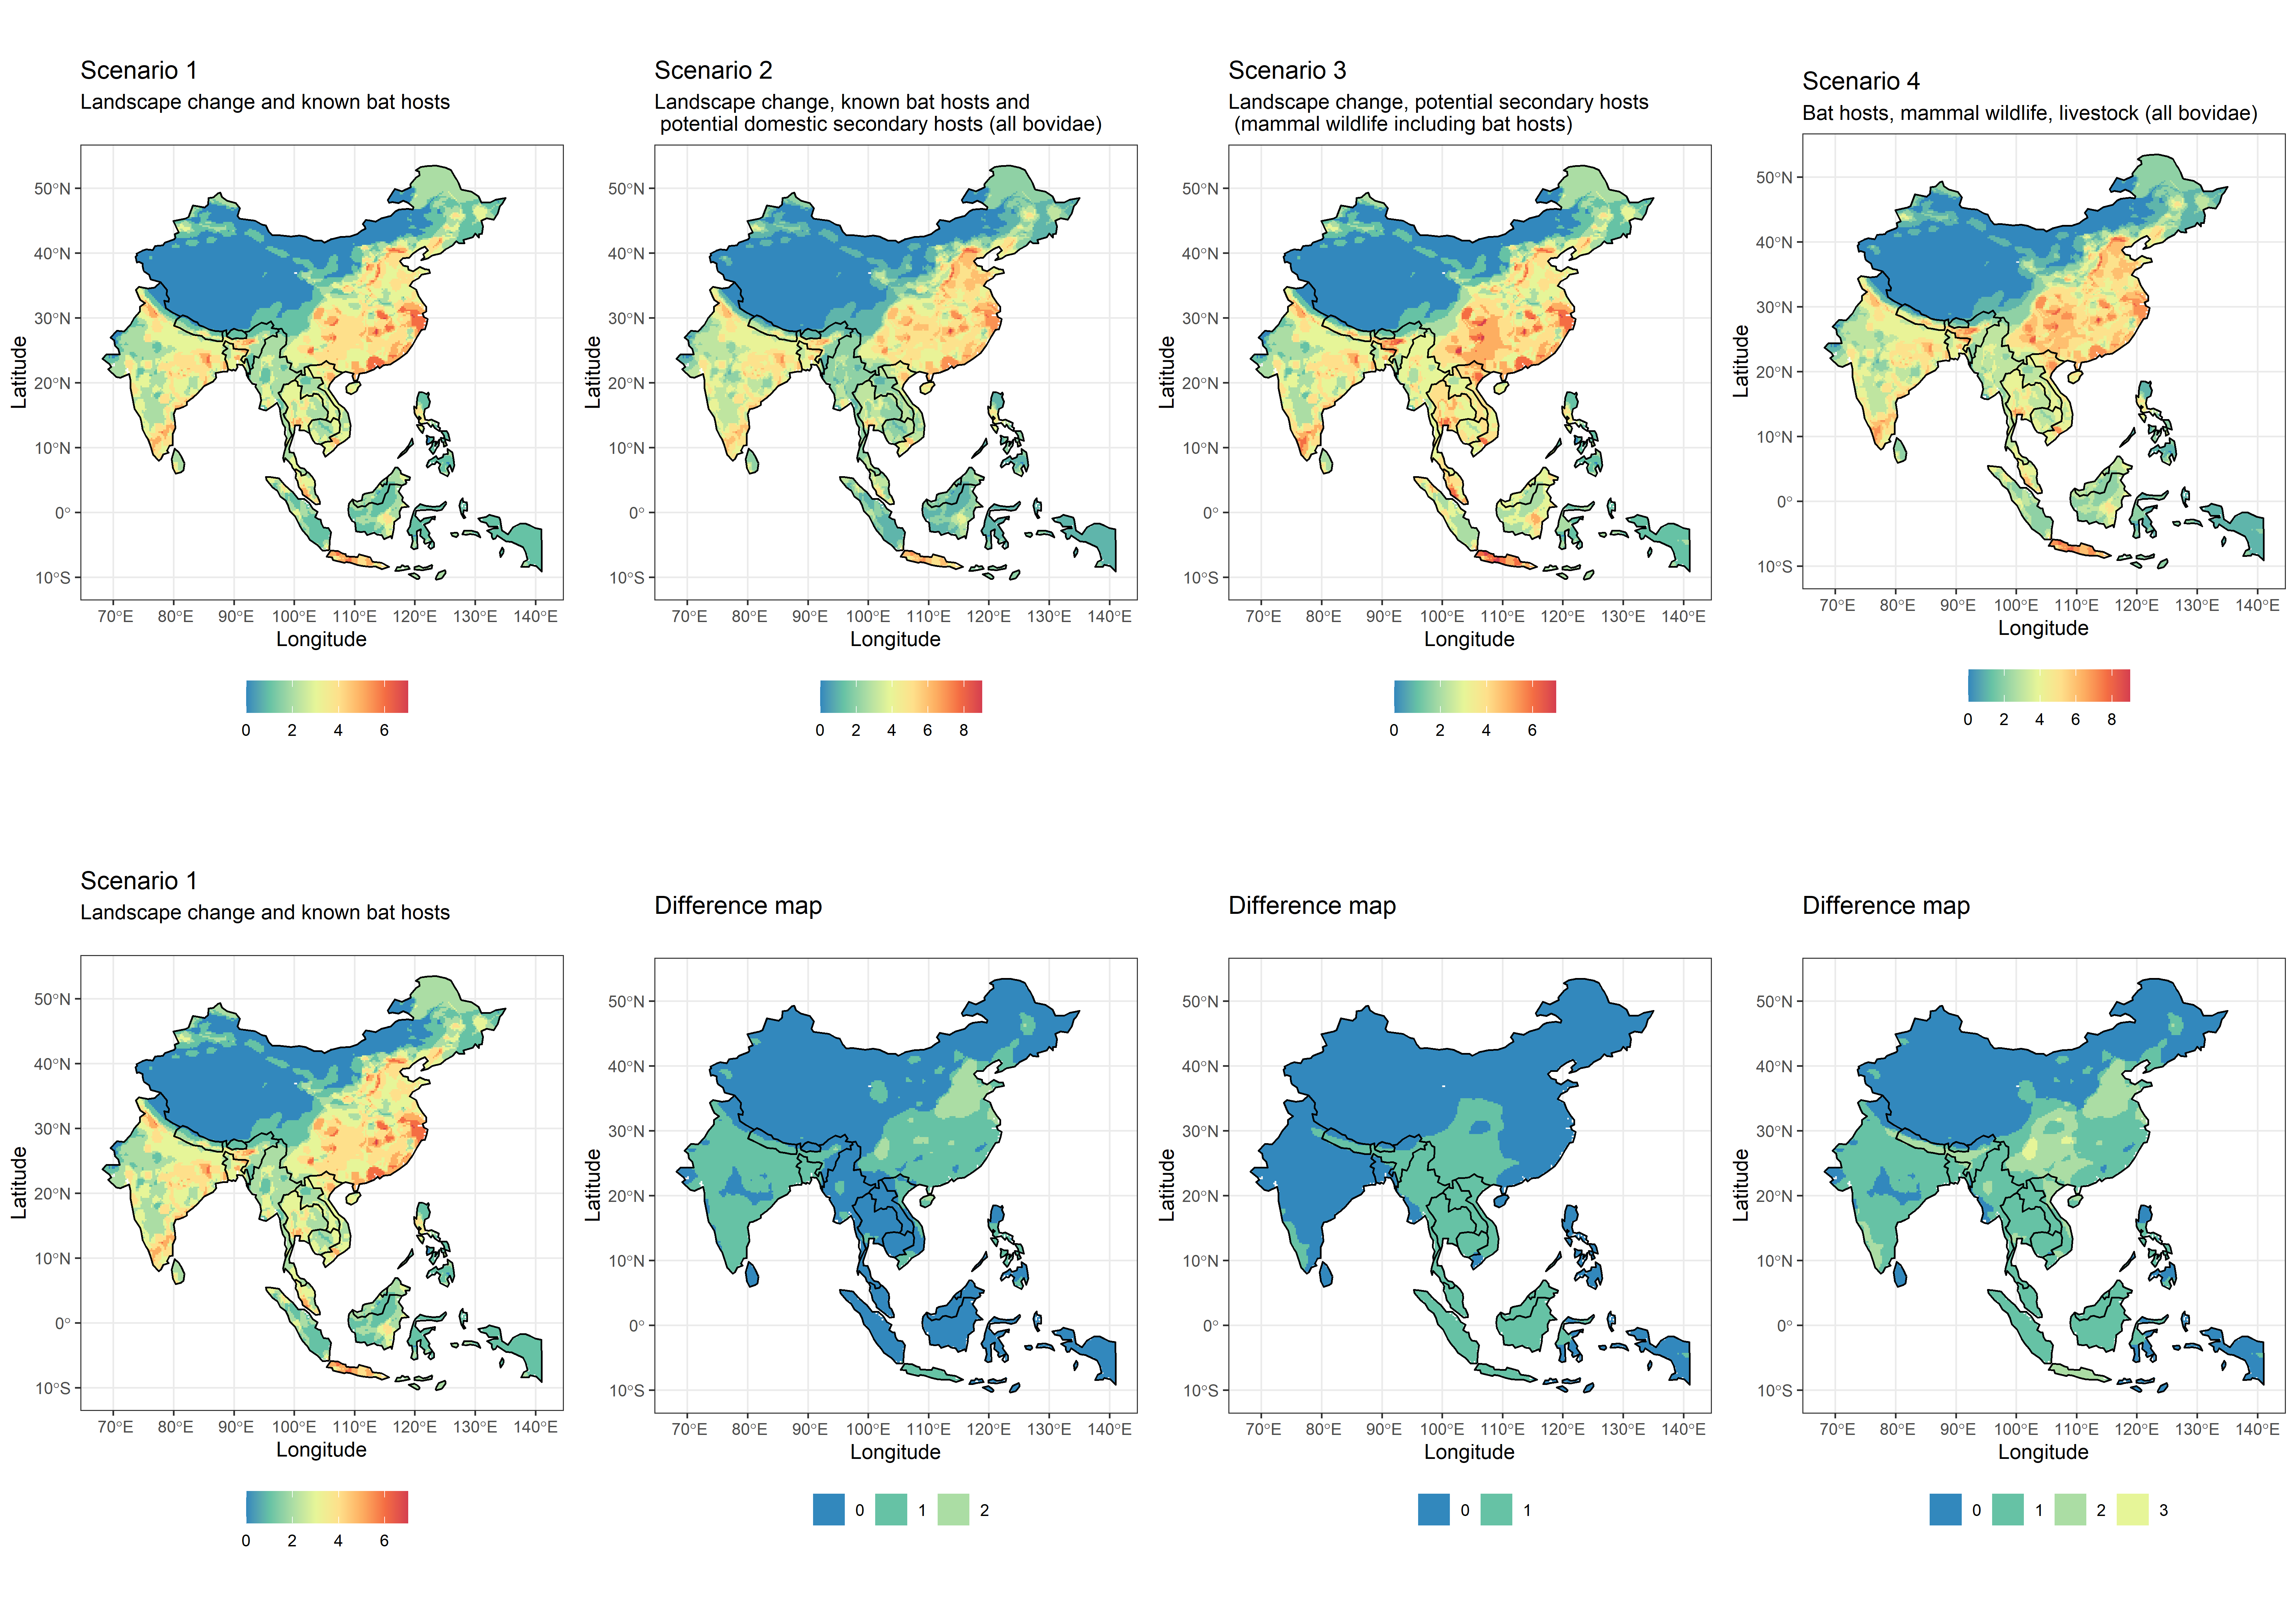 Scenario 1
Landscape change and known bat hosts
Scenario 2
Landscape change, known bat hosts and
potential domestic secondary hosts (all bovidae)
Scenario 3
Landscape change, potential secondary hosts
(mammal wildlife including bat hosts)
Scenario 4
Bat hosts, mammal wildlife, livestock (all bovidae)
Latitude
50°N
40°N
30°N
20°N
10°N
0°
10°S
70°E 80°E 90°E 100°E 110°E 120°E 130°E 140°E
Longitude
0 2 4 6
Latitude
50°N
40°N
30°N
20°N
10°N
0°
10°S
70°E 80°E 90°E 100°E 110°E 120°E 130°E 140°E
Longitude
0 2 4 6 8
Latitude
50°N
40°N
30°N
20°N
10°N
0°
10°S
70°E 80°E 90°E 100°E 110°E 120°E 130°E 140°E
Longitude
0 2 4 6
Latitude
50°N
40°N
30°N
20°N
10°N
0°
10°S
70°E 80°E 90°E 100°E 110°E 120°E 130°E 140°E
Longitude
0 2 4 6 8
Scenario 1
Landscape change and known bat hosts
Latitude
50°N
40°N
30°N
20°N
10°N
0°
10°S
70°E 80°E 90°E 100°E 110°E 120°E 130°E 140°E
Longitude
0 2 4 6
Difference map
Latitude
50°N
40°N
30°N
20°N
10°N
0°
10°S
70°E 80°E 90°E 100°E 110°E 120°E 130°E 140°E
Longitude
0 1 2
Difference map
Latitude
50°N
40°N
30°N
20°N
10°N
0°
10°S
70°E 80°E 90°E 100°E 110°E 120°E 130°E 140°E
Longitude
0 1
Difference map
Latitude
50°N
40°N
30°N
20°N
10°N
0°
10°S
70°E 80°E 90°E 100°E 110°E 120°E 130°E 140°E
Longitude
0 1 2 3